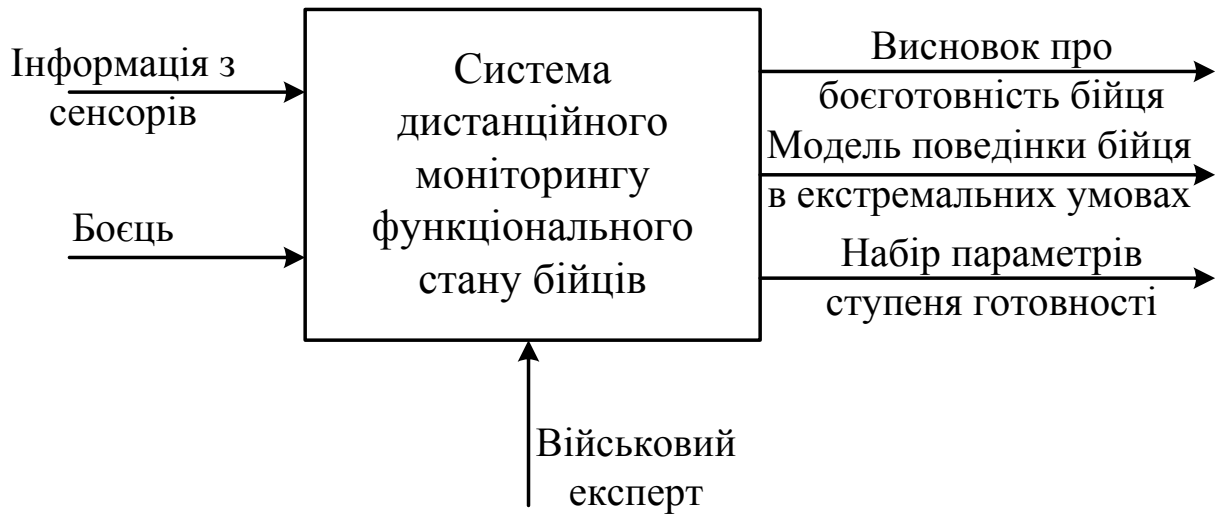 Інформація з
сенсорів
Боєць
Система
дистанційного
моніторингу
функціонального
стану бійців
Висновок про
боєготовність бійця
Модель поведінки бійця
в екстремальних умовах
Набір параметрів
ступеня готовності
Військовий
експерт